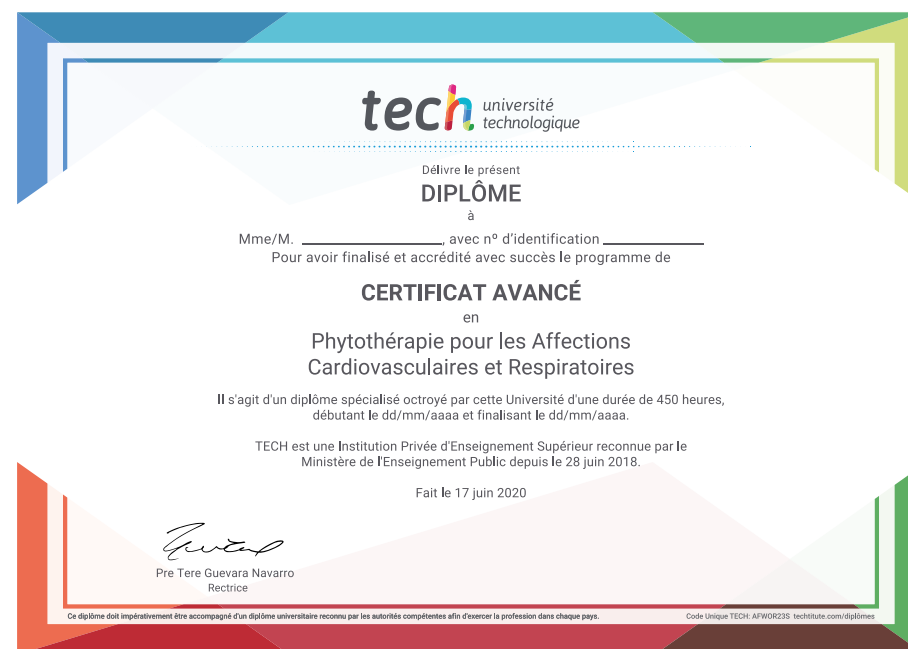 tech université
technologique
Délivre le présent
DIPLÔME
à
Mme/M. ____________________, avec nº d'identification ______________
Pour avoir finalisé et accrédité avec succès le programme de
CERTIFICAT AVANCÉ
en
Phytothérapie pour les Affections
Cardiovasculaires et Respiratoires
Il s'agit d'un diplôme spécialisé octroyé par cette Université d'une durée de 450 heures,
débutant le dd/mm/aaaa et finalisant le dd/mm/aaaa.
TECH est une Institution Privée d'Enseignement Supérieur reconnue par le
Ministère de l'Enseignement Public depuis le 28 juin 2018.
Fait le 17 juin 2020
Pre Tere Guevara Navarro
Rectrice
Ce diplôme doit impérativement être accompagné d'un diplôme universitaire reconnu par les autorités compétentes afin d'exercer la profession dans chaque pays.
Code Unique TECH: AFWOR23S techtitute.com/diplômes